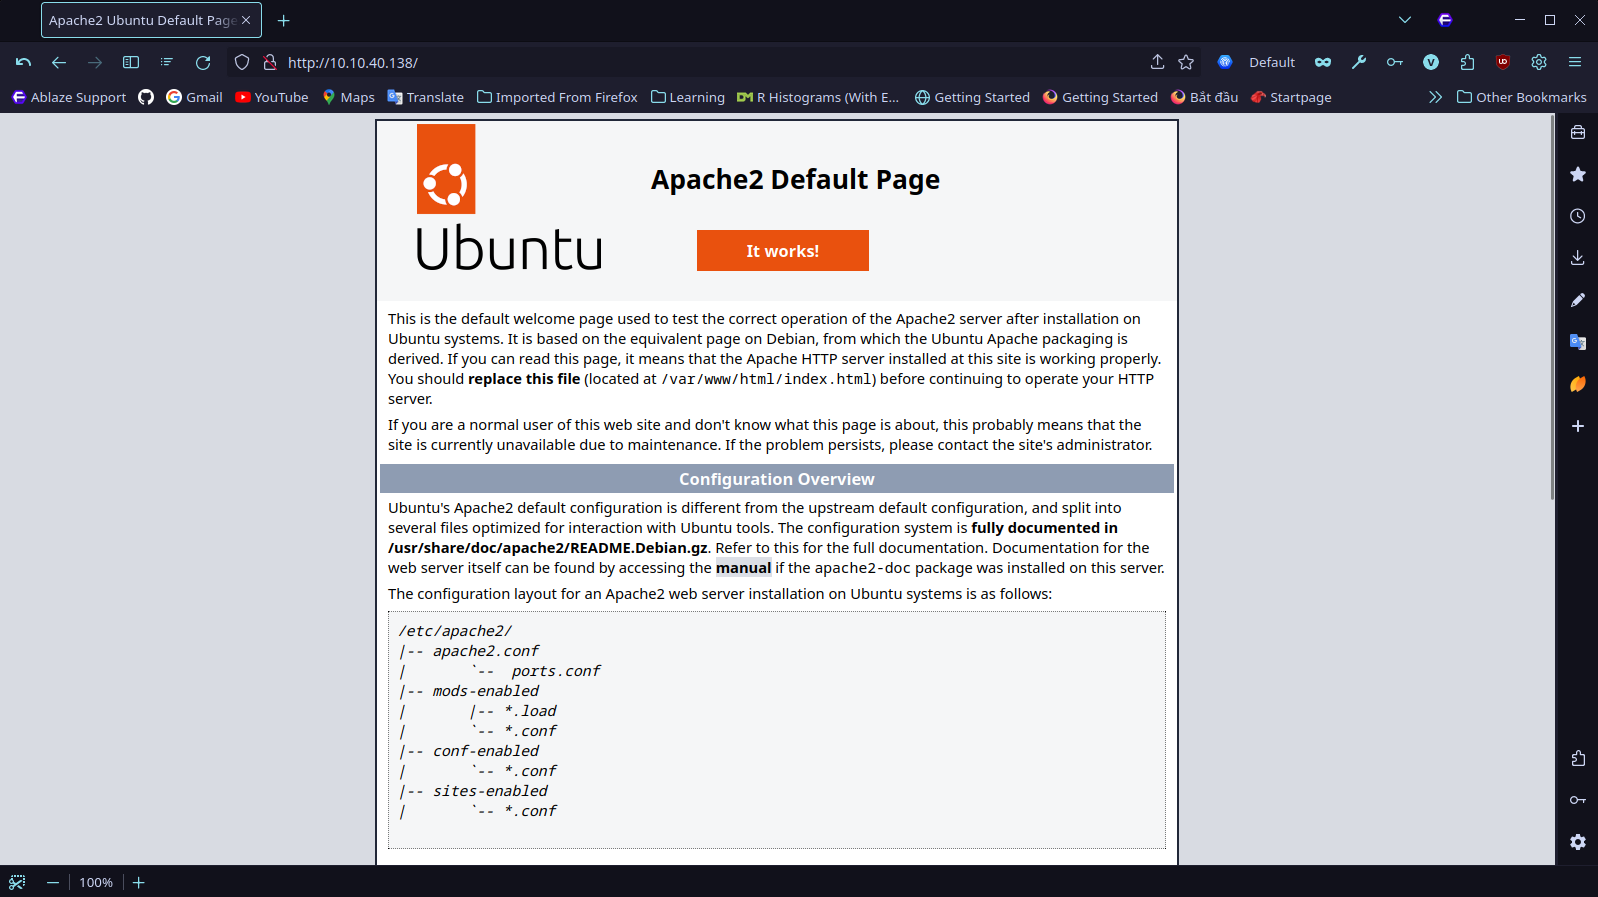 Apache2 Ubuntu Default Page
http://10.10.40.138/
Default
Ablaze Support
Gmail
YouTube
Maps
Translate
Imported From Firefox
Learning
R Histograms (With E...
Getting Started
Getting Started
Bắt đầu
Startpage
Other Bookmarks
Apache2 Default Page
Ubuntu
It works!
This is the default welcome page used to test the correct operation of the Apache2 server after installation on
Ubuntu systems. It is based on the equivalent page on Debian, from which the Ubuntu Apache packaging is
derived. If you can read this page, it means that the Apache HTTP server installed at this site is working properly.
You should replace this file (located at /var/www/html/index.html) before continuing to operate your HTTP
server.
If you are a normal user of this web site and don't know what this page is about, this probably means that the
site is currently unavailable due to maintenance. If the problem persists, please contact the site's administrator.
Configuration Overview
Ubuntu's Apache2 default configuration is different from the upstream default configuration, and split into
several files optimized for interaction with Ubuntu tools. The configuration system is fully documented in
/usr/share/doc/apache2/README.Debian.gz. Refer to this for the full documentation. Documentation for the
web server itself can be found by accessing the manual if the apache2-doc package was installed on this server.
The configuration layout for an Apache2 web server installation on Ubuntu systems is as follows:
/etc/apache2/
|-- apache2.conf
|       `--  ports.conf
|-- mods-enabled
|       |-- *.load
|       `-- *.conf
|-- conf-enabled
|       `-- *.conf
|-- sites-enabled
|       `-- *.conf
100%